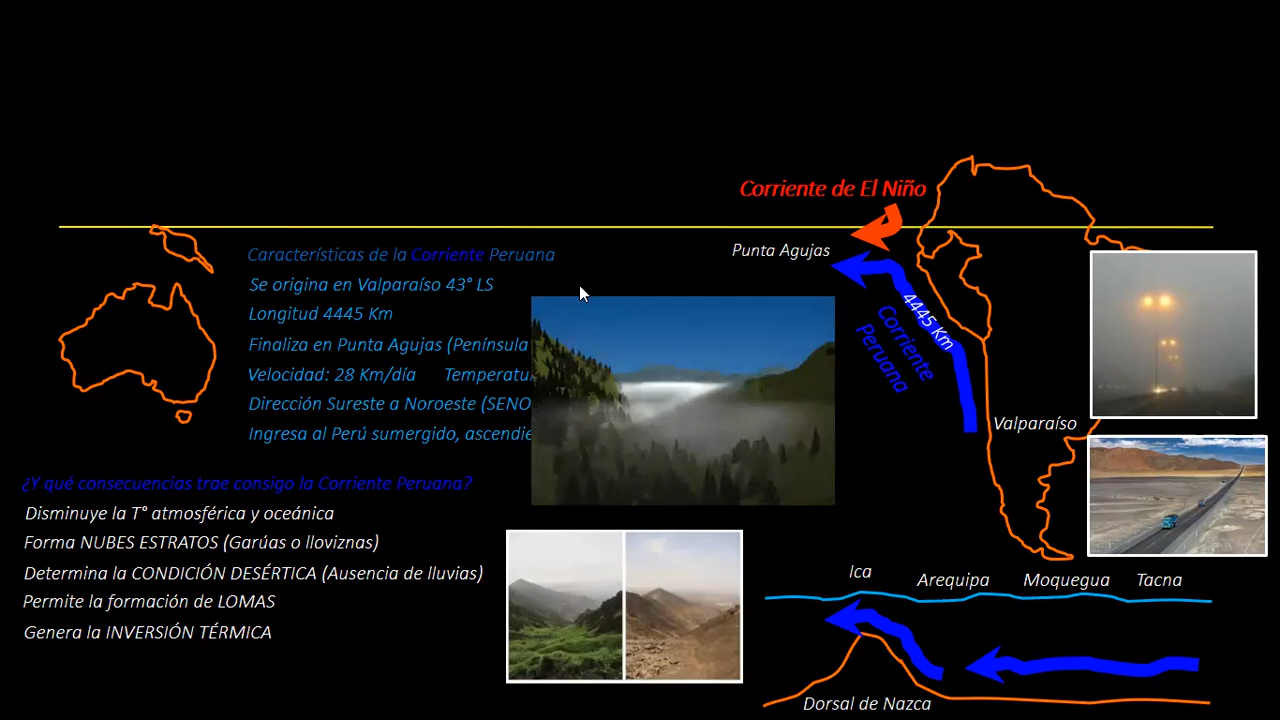 Corriente de El Niño
Punta Agujas
Características de la Corriente Peruana
Se origina en Valparaíso 43° LS
Longitud 4445 Km
Finaliza en Punta Agujas (Península
Velocidad: 28 Km/día Temperatu
Dirección Sureste a Noroeste (SENO
Ingresa al Perú sumergido, ascendie
4445 Km
Corriente
Peruana
Valparaíso
¿Y qué consecuencias trae consigo la Corriente Peruana?
Disminuye la T° atmosférica y oceánica
Forma NUBES ESTRATOS (Garúas o lloviznas)
Determina la CONDICIÓN DESÉRTICA (Ausencia de lluvias)
Permite la formación de LOMAS
Genera la INVERSIÓN TÉRMICA
Ica
Arequipa
Moquegua
Tacna
Dorsal de Nazca